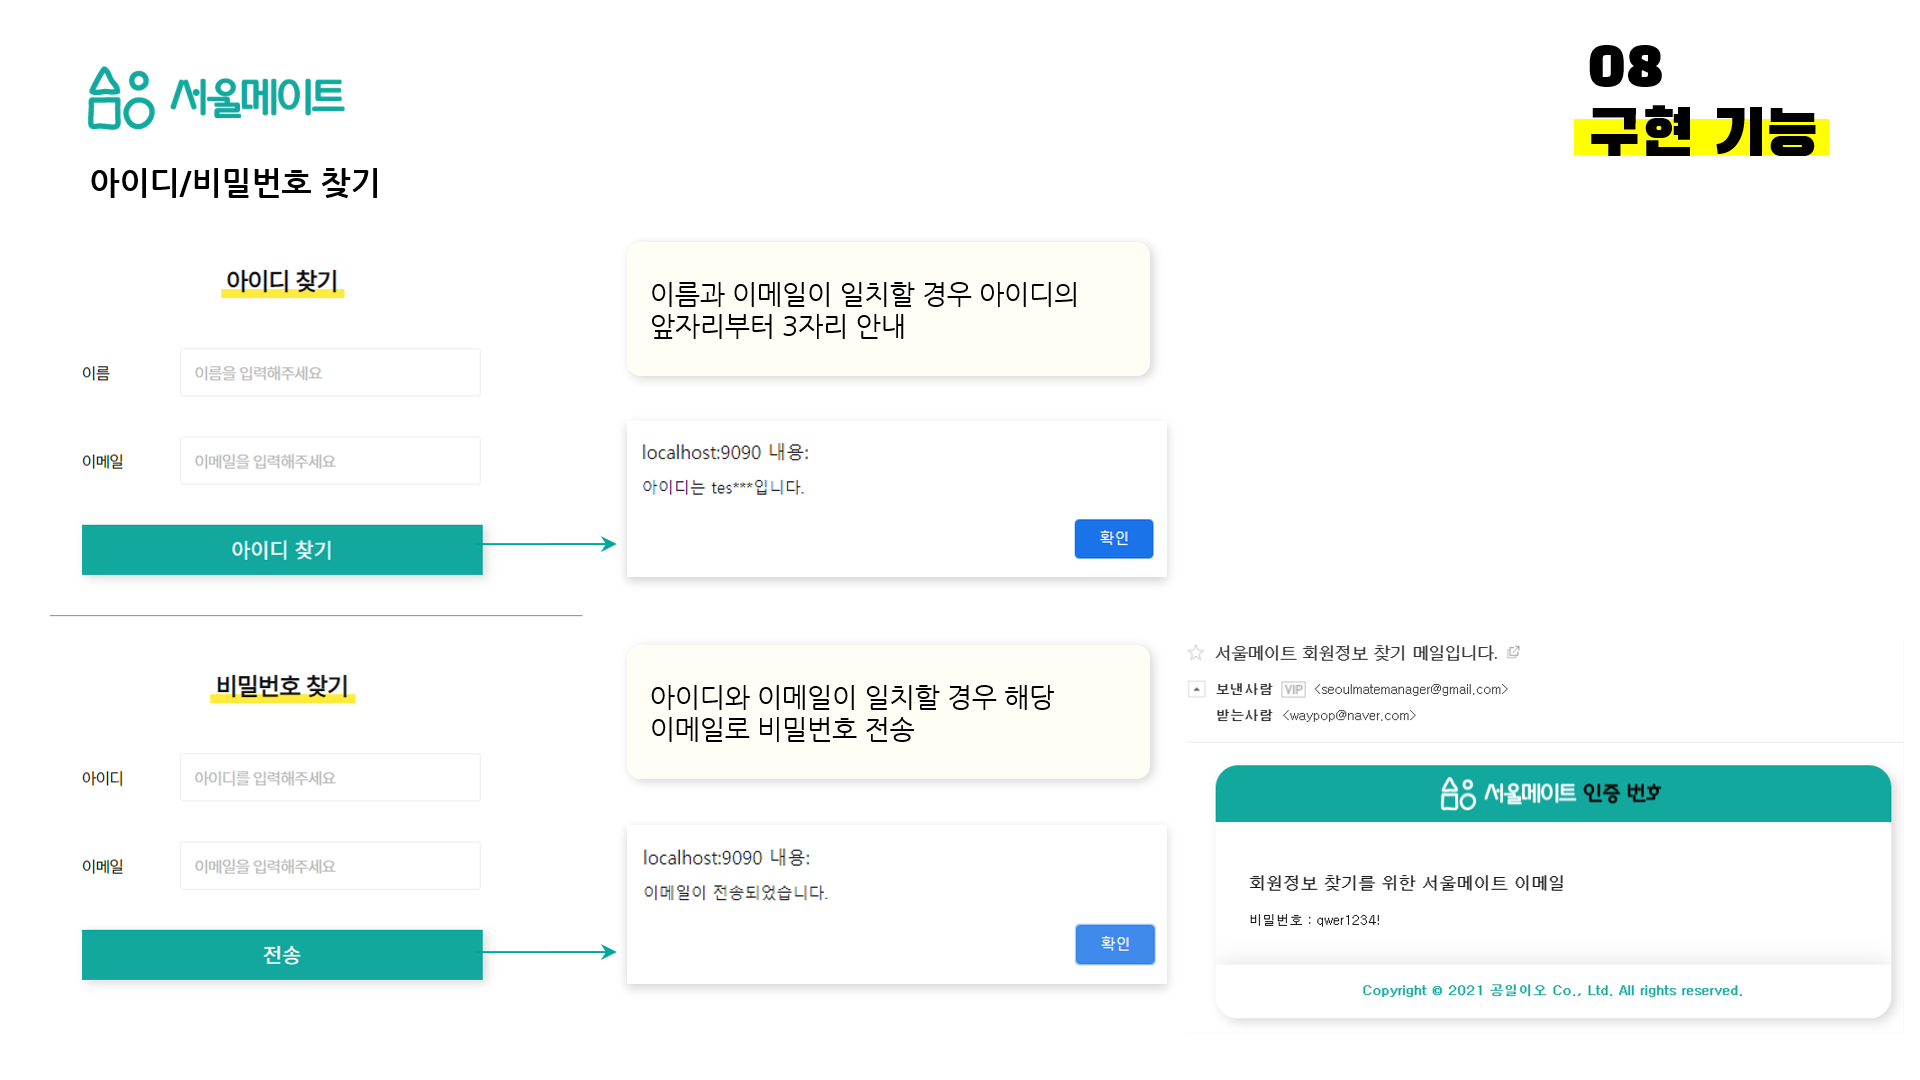 서울메이트
08
구현 기능
아이디/비밀번호 찾기
아이디 찾기
이름
이름을 입력해주세요
이메일
이메일을 입력해주세요
아이디 찾기
이름과 이메일이 일치할 경우 아이디의
앞자리부터 3자리 안내
localhost:9090 내용:
아이디는 tes***입니다.
확인
비밀번호 찾기
아이디
아이디를 입력해주세요
이메일
이메일을 입력해주세요
전송
아이디와 이메일이 일치할 경우 해당
이메일로 비밀번호 전송
localhost:9090 내용:
이메일이 전송되었습니다.
확인
서울메이트 회원정보 찾기 메일입니다.
보낸사람 VIP <seoulmatemanager@gmail.com>
받는사람 <waypop@naver.com>
서울메이트 인증 번호
회원정보 찾기를 위한 서울메이트 이메일
비밀번호 : qwer1234!
Copyright © 2021 공일이오 Co., Ltd. All rights reserved.